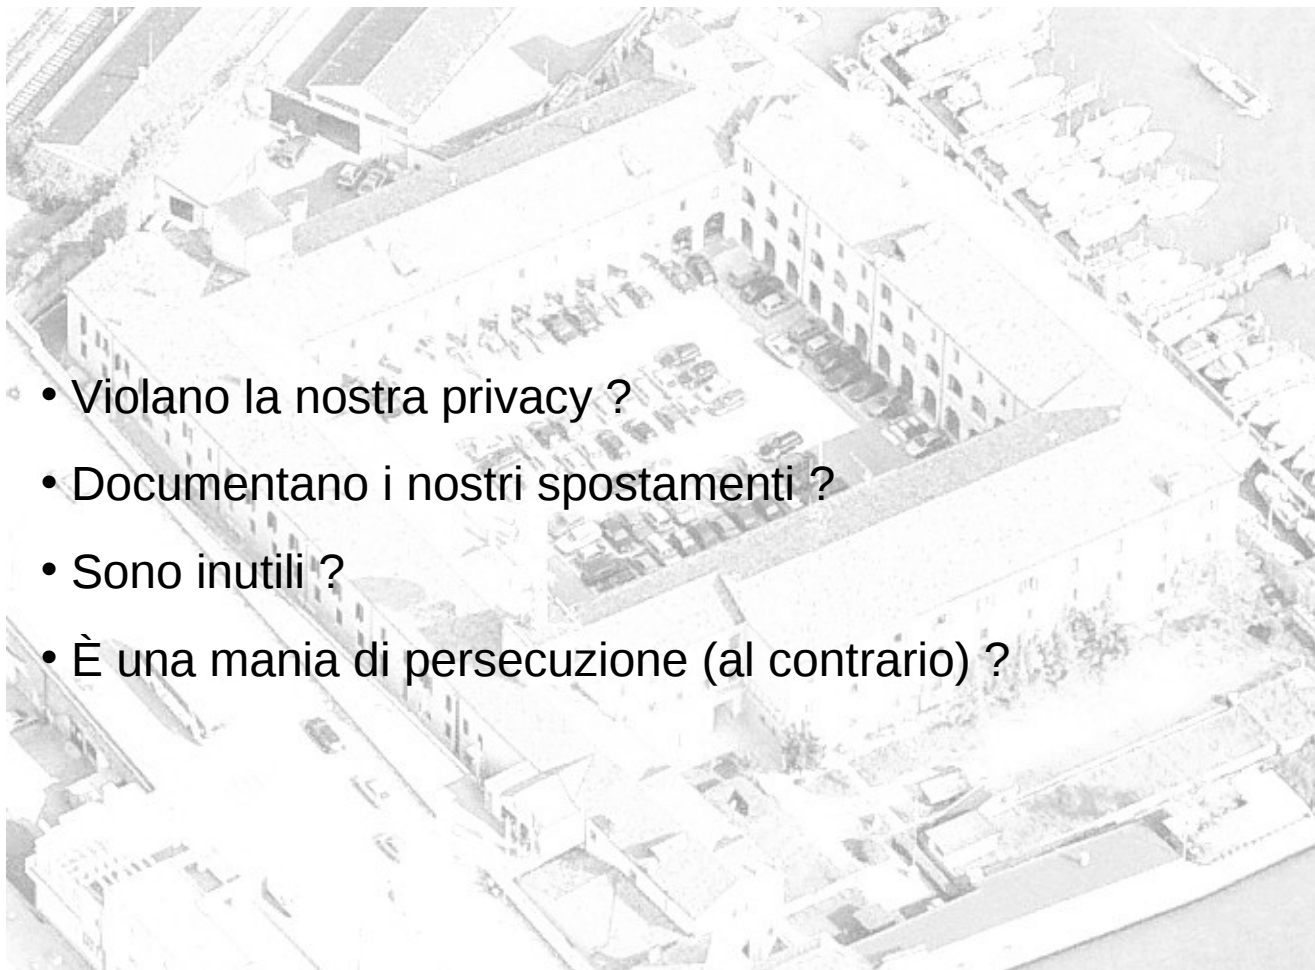 • Violano la nostra privacy ?
• Documentano i nostri spostamenti ?
• Sono inutili ?
• È una mania di persecuzione (al contrario) ?